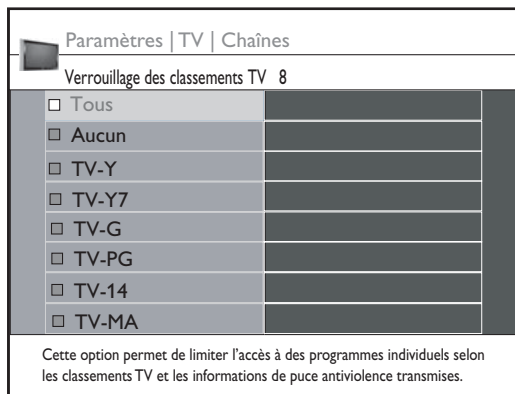 Paramètres | TV | Chaînes
Verrouillage des classements TV 8
Tous
Aucun
TV-Y
TV-Y7
TV-G
TV-PG
TV-14
TV-MA
Cette option permet de limiter l’accès à des programmes individuels selon
les classements TV et les informations de puce antiviolence transmises.